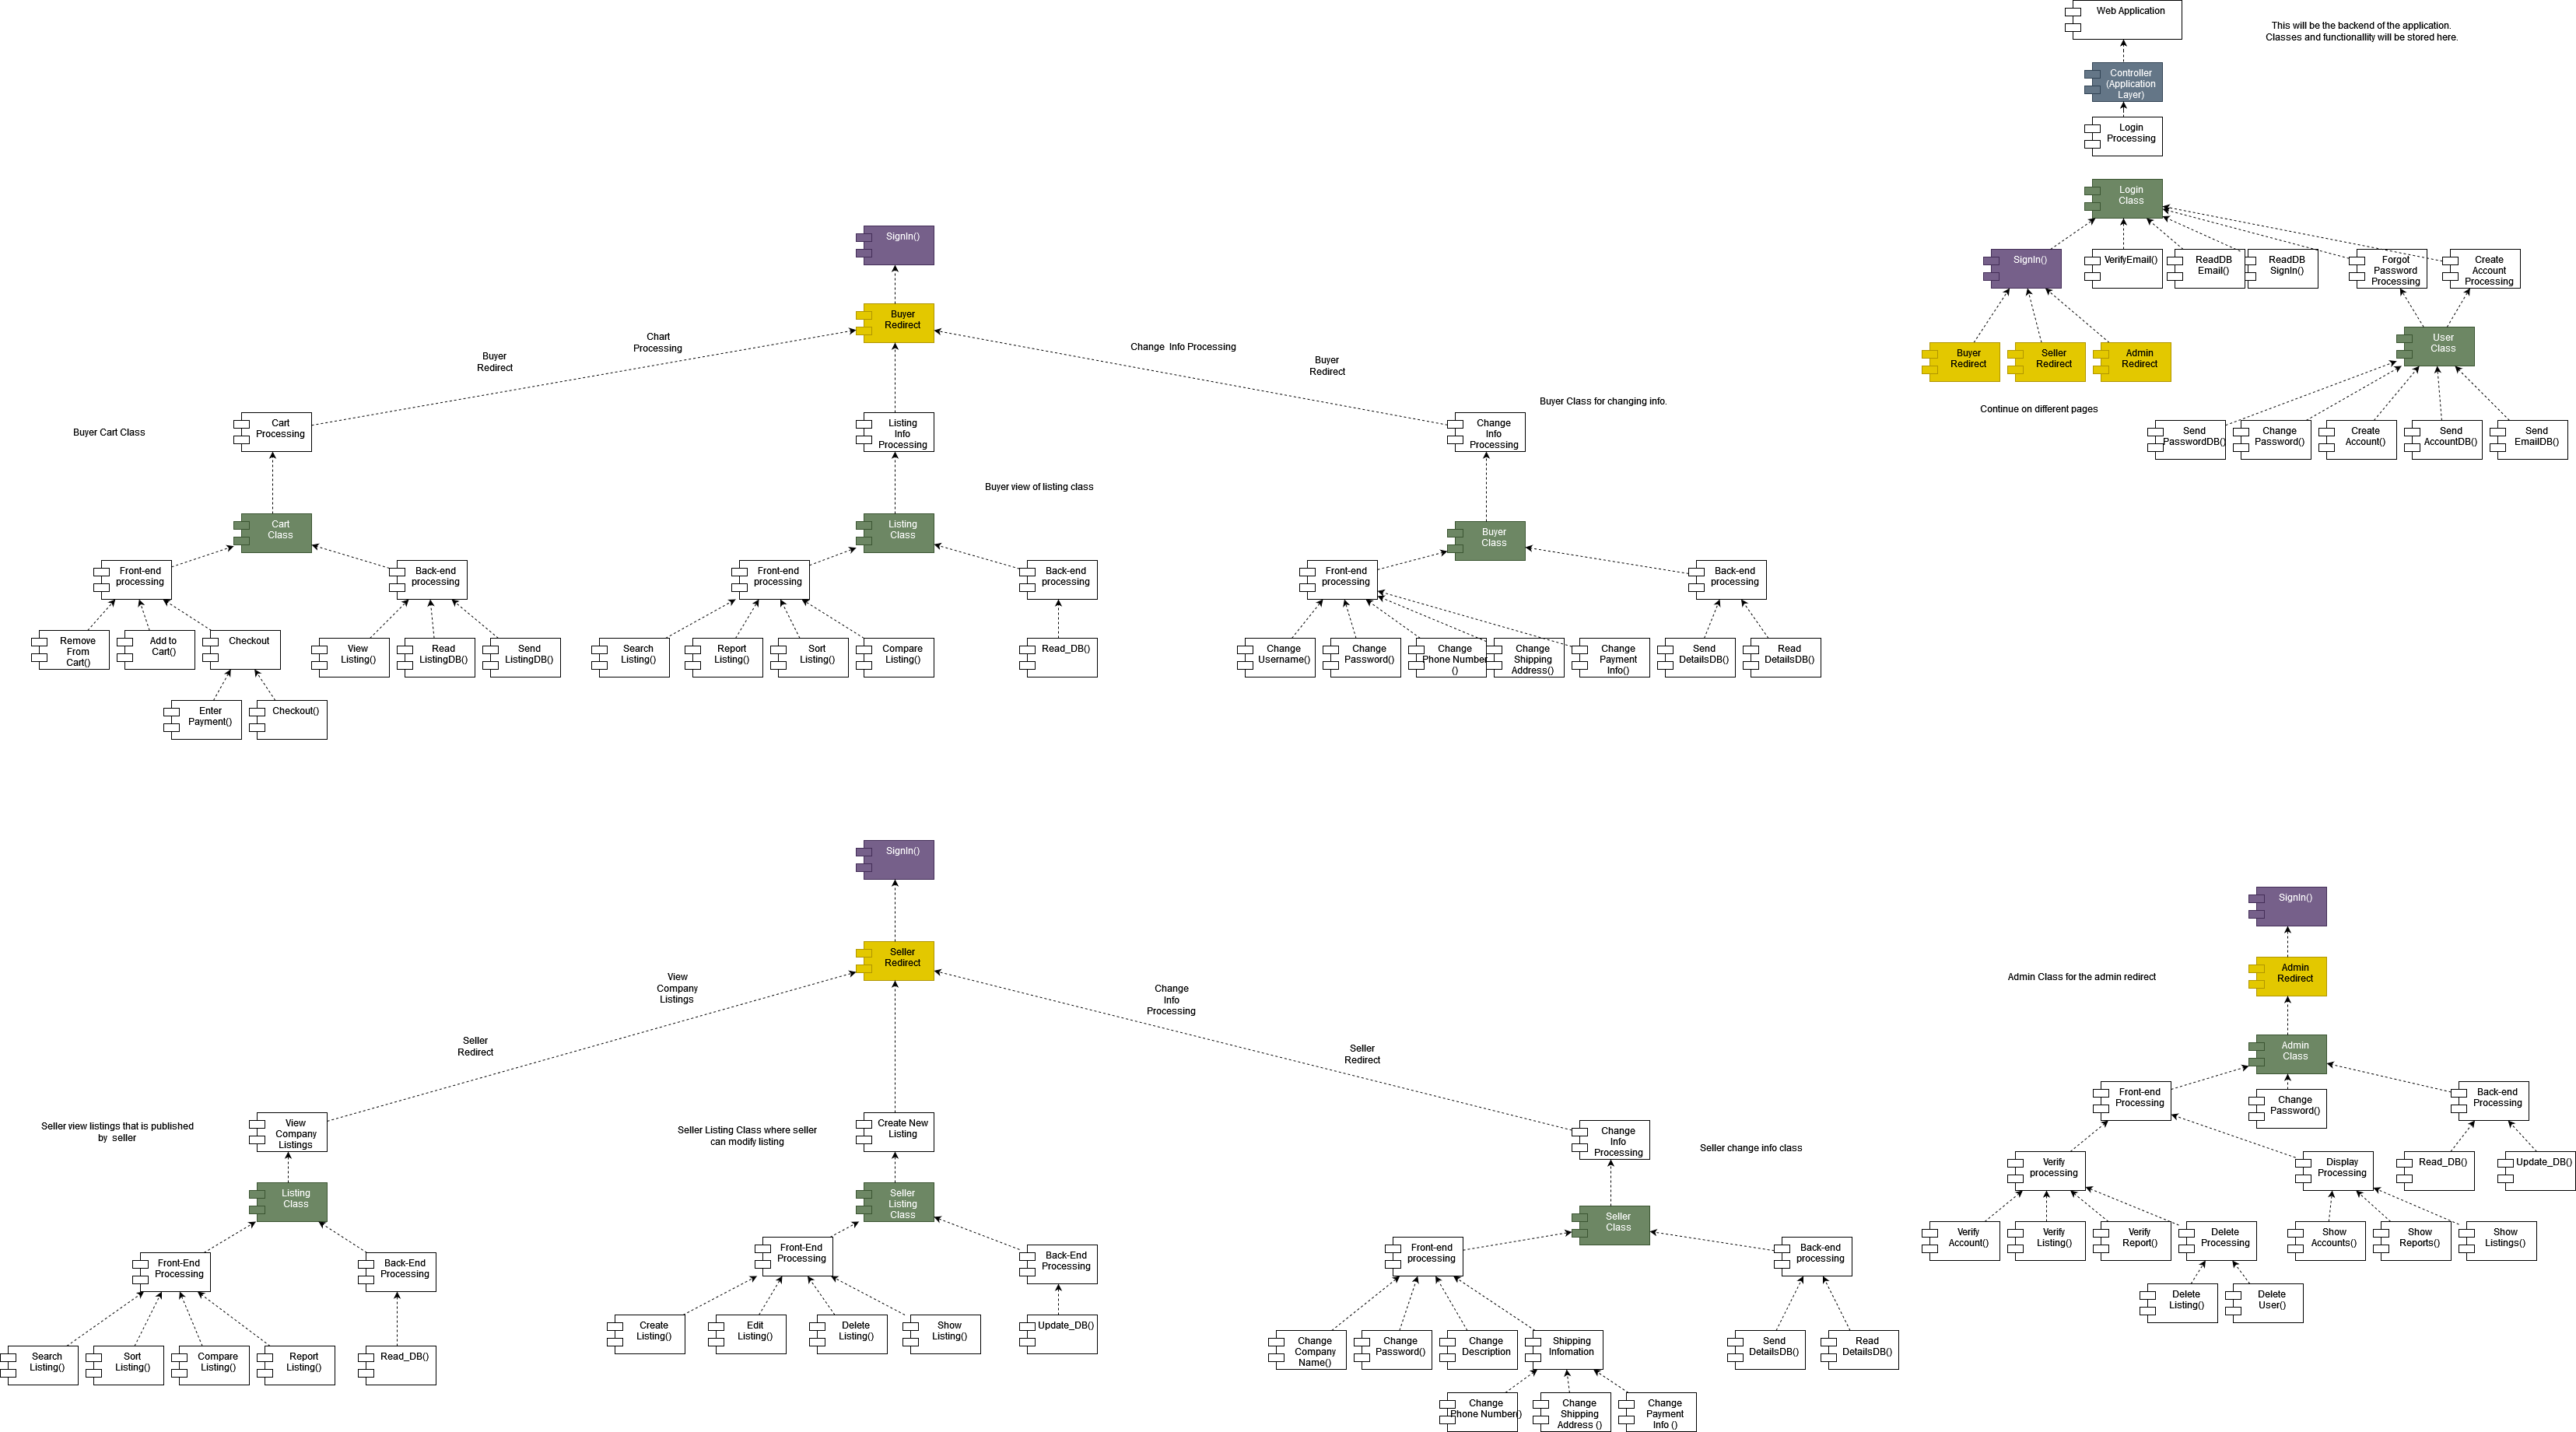 Web Application
This will be the backend of the application.
Classes and functionallity will be stored here.
Controller
(Application
Layer)
Login
Processing
Login
Class
SignIn()
VerifyEmail()
ReadDB
Email()
ReadDB
SignIn()
Forgot
Password
Processing
Create
Account
Processing
Buyer
Redirect
Seller
Redirect
Admin
Redirect
User
Class
Continue on different pages
Send
PasswordDB()
Change
Password()
Create
Account()
Send
AccountDB()
Send
EmailDB()
SignIn()
Buyer
Redirect
Chart
Processing
Buyer
Redirect
Change  Info Processing
Buyer
Redirect
Buyer Class for changing info.
Buyer Cart Class
Cart
Processing
Listing
Info
Processing
Change
Info
Processing
Buyer view of listing class
Cart
Class
Listing
Class
Buyer
Class
Front-end
processing
Back-end
processing
Front-end
processing
Back-end
processing
Front-end
processing
Back-end
processing
Remove
From
Cart()
Add to
Cart()
Checkout
View
Listing()
Read
ListingDB()
Send
ListingDB()
Search
Listing()
Report
Listing()
Sort
Listing()
Compare
Listing()
Read_DB()
Change
Username()
Change
Password()
Change
Phone Number
()
Change
Shipping
Address()
Change
Payment
Info()
Send
DetailsDB()
Read
DetailsDB()
Enter
Payment()
Checkout()
SignIn()
Seller
Redirect
View
Company
Listings
Seller
Redirect
Change
Info
Processing
Seller
Redirect
Seller view listings that is published
by  seller
View
Company
Listings
Seller Listing Class where seller
can modify listing
Create New
Listing
Change
Info
Processing
Seller change info class
Listing
Class
Seller
Listing
Class
Seller
Class
Front-End
Processing
Back-End
Processing
Front-End
Processing
Back-End
Processing
Front-end
processing
Back-end
processing
Search
Listing()
Sort
Listing()
Compare
Listing()
Report
Listing()
Read_DB()
Create
Listing()
Edit
Listing()
Delete
Listing()
Show
Listing()
Update_DB()
Change
Company
Name()
Change
Password()
Change
Description
Shipping
Infomation
Send
DetailsDB()
Read
DetailsDB()
Change
Phone Number()
Change
Shipping
Address ()
Change
Payment
Info ()
SignIn()
Admin Class for the admin redirect
Admin
Redirect
Admin
Class
Front-end
Processing
Change
Password()
Back-end
Processing
Verify
processing
Display
Processing
Read_DB()
Update_DB()
Verify
Account()
Verify
Listing()
Verify
Report()
Delete
Processing
Show
Accounts()
Show
Reports()
Show
Listings()
Delete
Listing()
Delete
User()